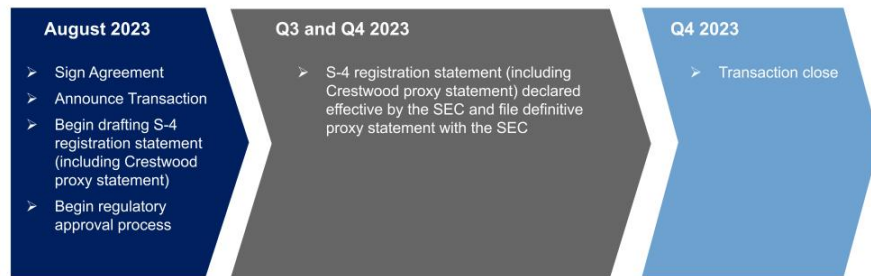 August 2023
➢ Sign Agreement
➢ Announce Transaction
➢ Begin drafting S-4
registration statement
(including Crestwood
proxy statement)
➢ Begin regulatory
approval process
Q3 and Q4 2023
➢ S-4 registration statement (including
Crestwood proxy statement) declared
effective by the SEC and file definitive
proxy statement with the SEC
Q4 2023
➢ Transaction close